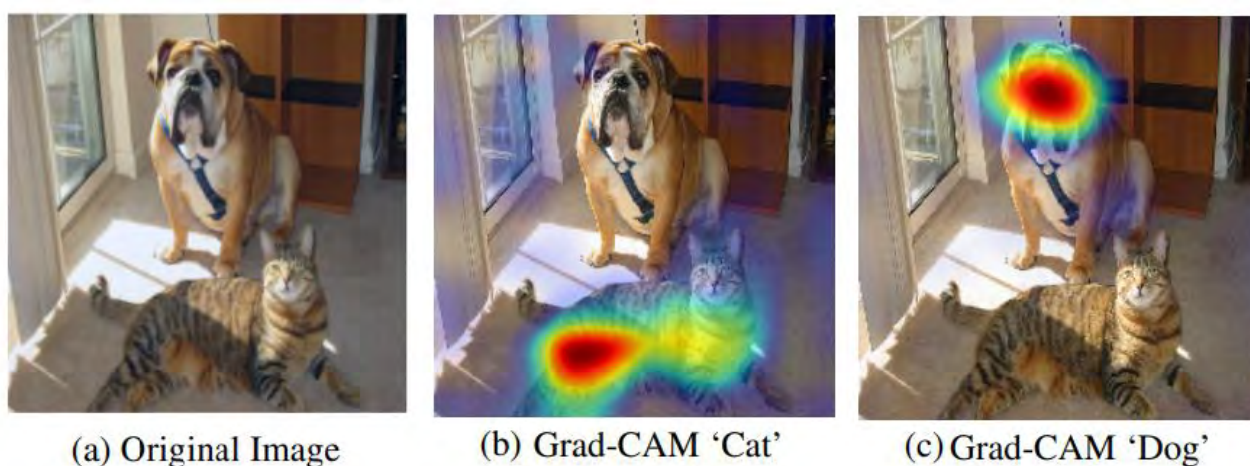 (a) Original Image
(b) Grad-CAM ‘Cat’
(c) Grad-CAM ‘Dog’